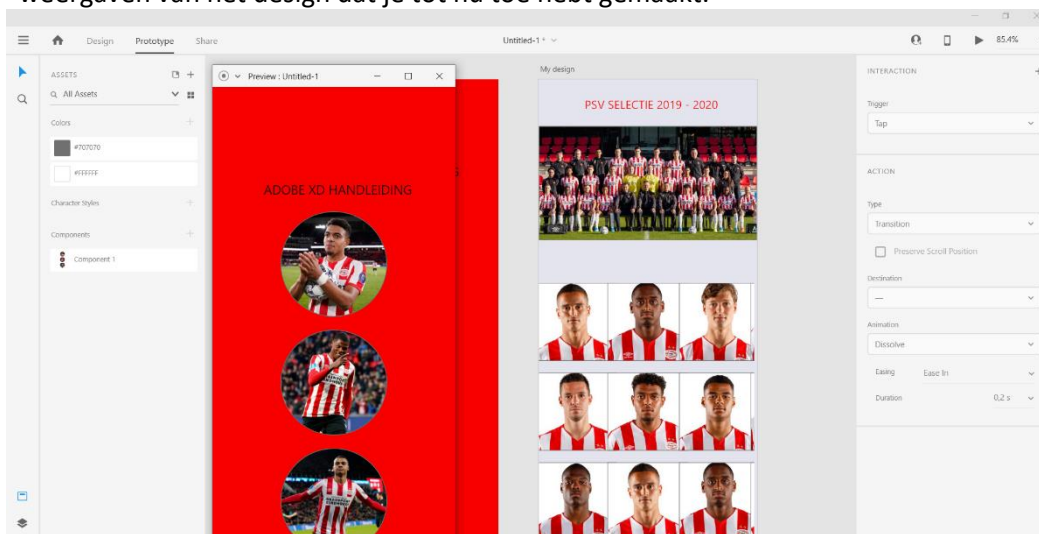 weergaven van het design dat je tot nu toe hebt gemaakt.
Design Prototype Share
Untitled-1 *
85.4%
ASSETS
All Assets
Colors
#707070
#FFFFFF
Character Styles
Components
Component 1
Preview : Untitled-1
ADOBE XD HANDLEIDING
My design
PSV SELECTIE 2019 - 2020
INTERACTION
Trigger
Tap
ACTION
Type
Transition
Preserve Scroll Position
Destination
—
Animation
Dissolve
Easing Ease In
Duration 0,2 s